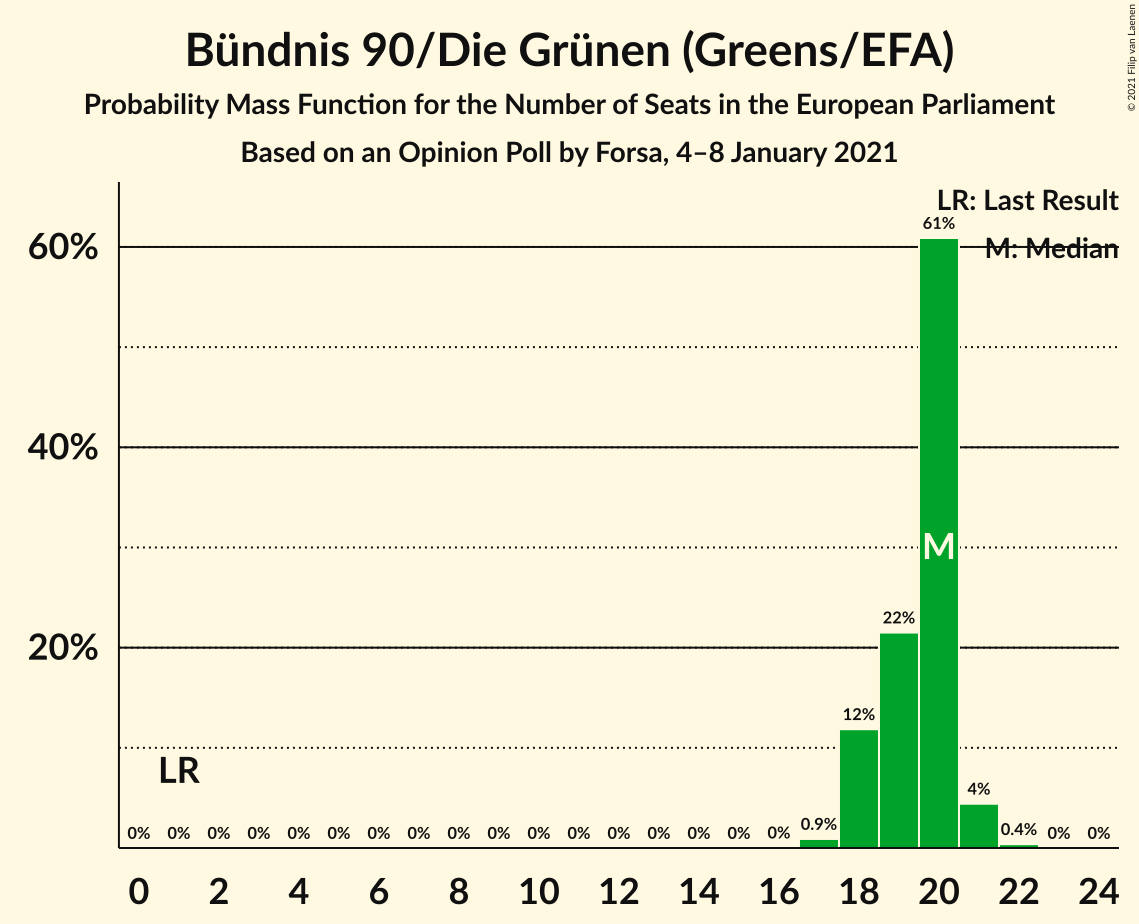 Bündnis 90/Die Grünen (Greens/EFA)
Probability Mass Function for the Number of Seats in the European Parliament
Based on an Opinion Poll by Forsa, 4–8 January 2021
© 2021 Filip van Laenen
LR: Last Result
M: Median
61%
60%
40%
M
22%
20%
12%
LR
4%
0% 0% 0% 0% 0% 0% 0% 0% 0% 0% 0% 0% 0% 0% 0% 0% 0% 0.9% 0.4% 0% 0%
0 2 4 6 8 10 12 14 16 18 20 22 24